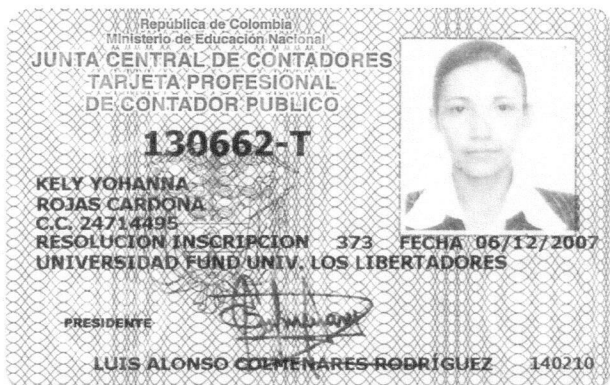 República de Colombia
Ministerio de Educación Nacional
JUNTA CENTRAL DE CONTADORES
TARJETA PROFESIONAL
DE CONTADOR PUBLICO
130662-T
KELY YOHANNA
ROJAS CARDONA
C.C. 24714495
RESOLUCION INSCRIPCION 373 FECHA 06/12/2007
UNIVERSIDAD FUND UNIV. LOS LIBERTADORES
PRESIDENTE
LUIS ALONSO COLMENARES RODRÍGUEZ 140210